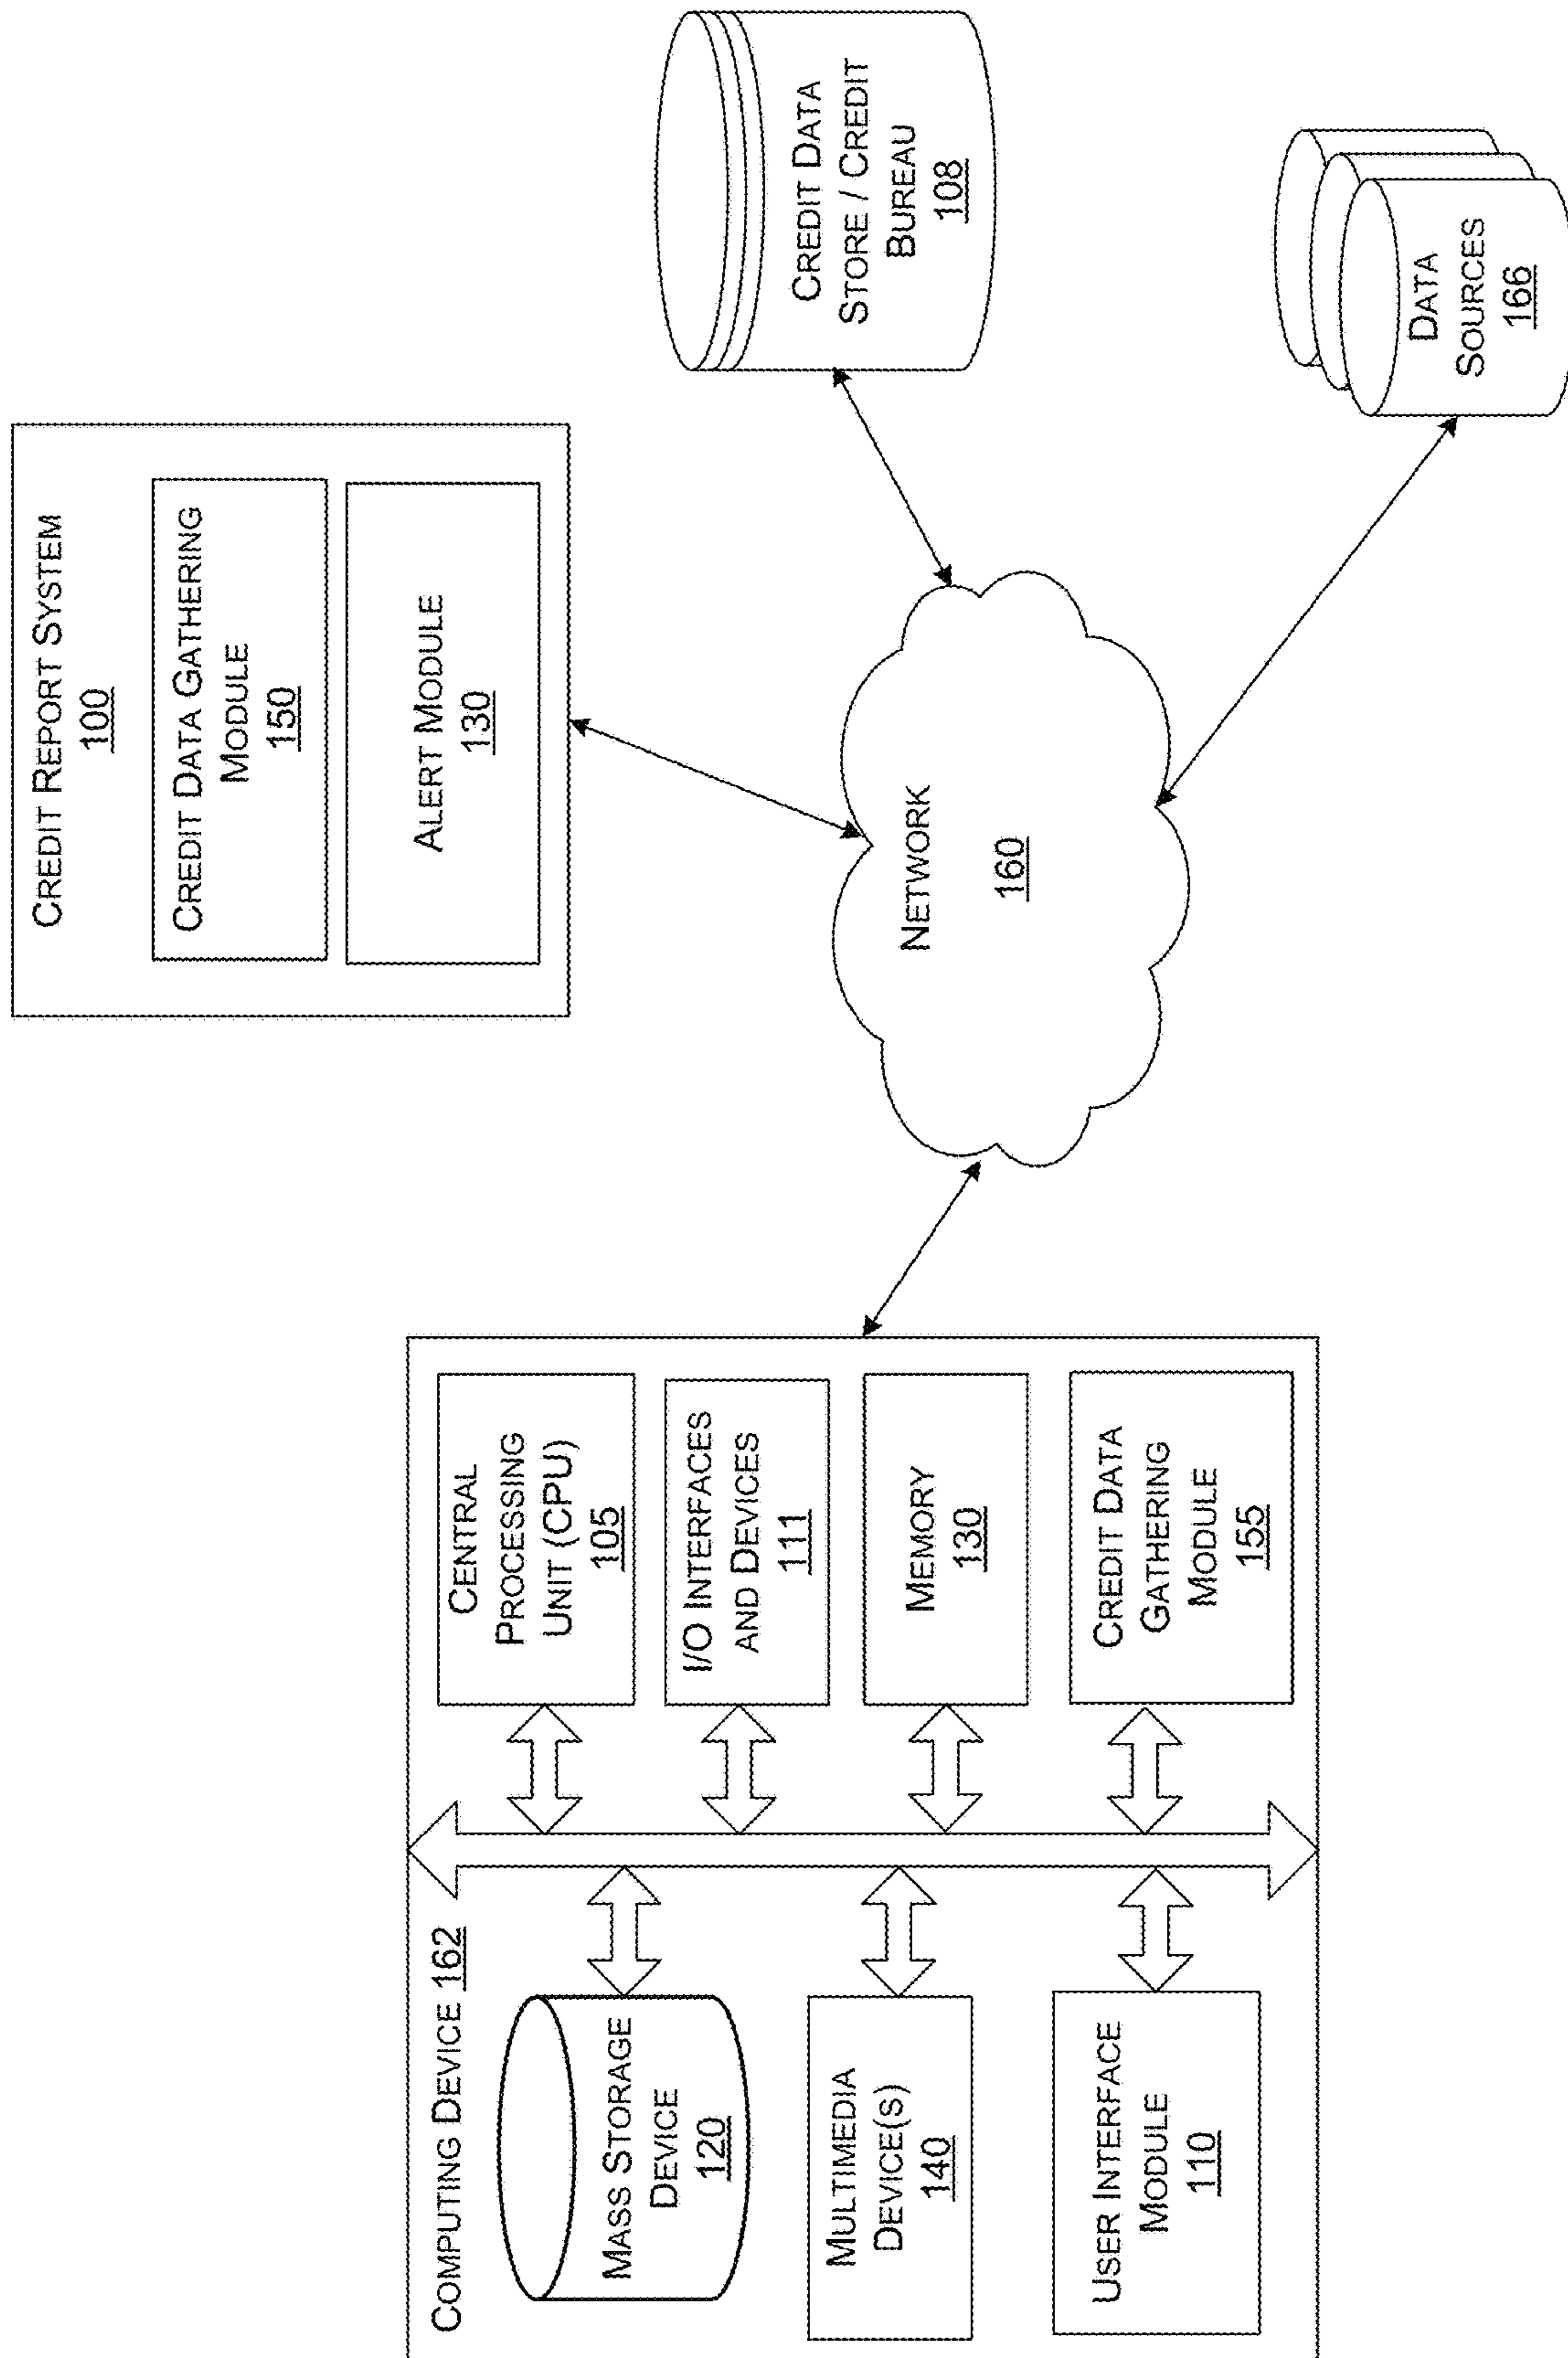 COMPUTING DEVICE 162
MASS STORAGE
DEVICE
120
MULTIMEDIA
DEVICE(S)
140
USER INTERFACE
MODULE
110
CENTRAL
PROCESSING
UNIT (CPU)
105
I/O INTERFACES
AND DEVICES
111
MEMORY
130
CREDIT DATA
GATHERING
MODULE
155
CREDIT REPORT SYSTEM
100
CREDIT DATA GATHERING
MODULE
150
ALERT MODULE
130
NETWORK
160
CREDIT DATA
STORE / CREDIT
BUREAU
108
DATA
SOURCES
166